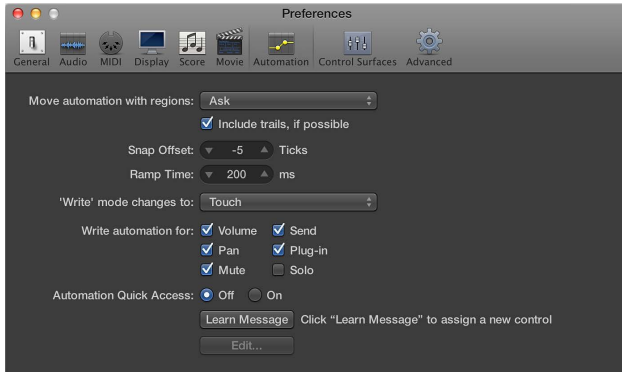 Preferences
General Audio MIDI Display Score Movie Automation Control Surfaces Advanced
Move automation with regions: Ask
Include trails, if possible
Snap Offset: -5 Ticks
Ramp Time: 200 ms
'Write' mode changes to: Touch
Write automation for: Volume Send
Pan Plug-in
Mute Solo
Automation Quick Access: Off On
Learn Message Click “Learn Message” to assign a new control
Edit...